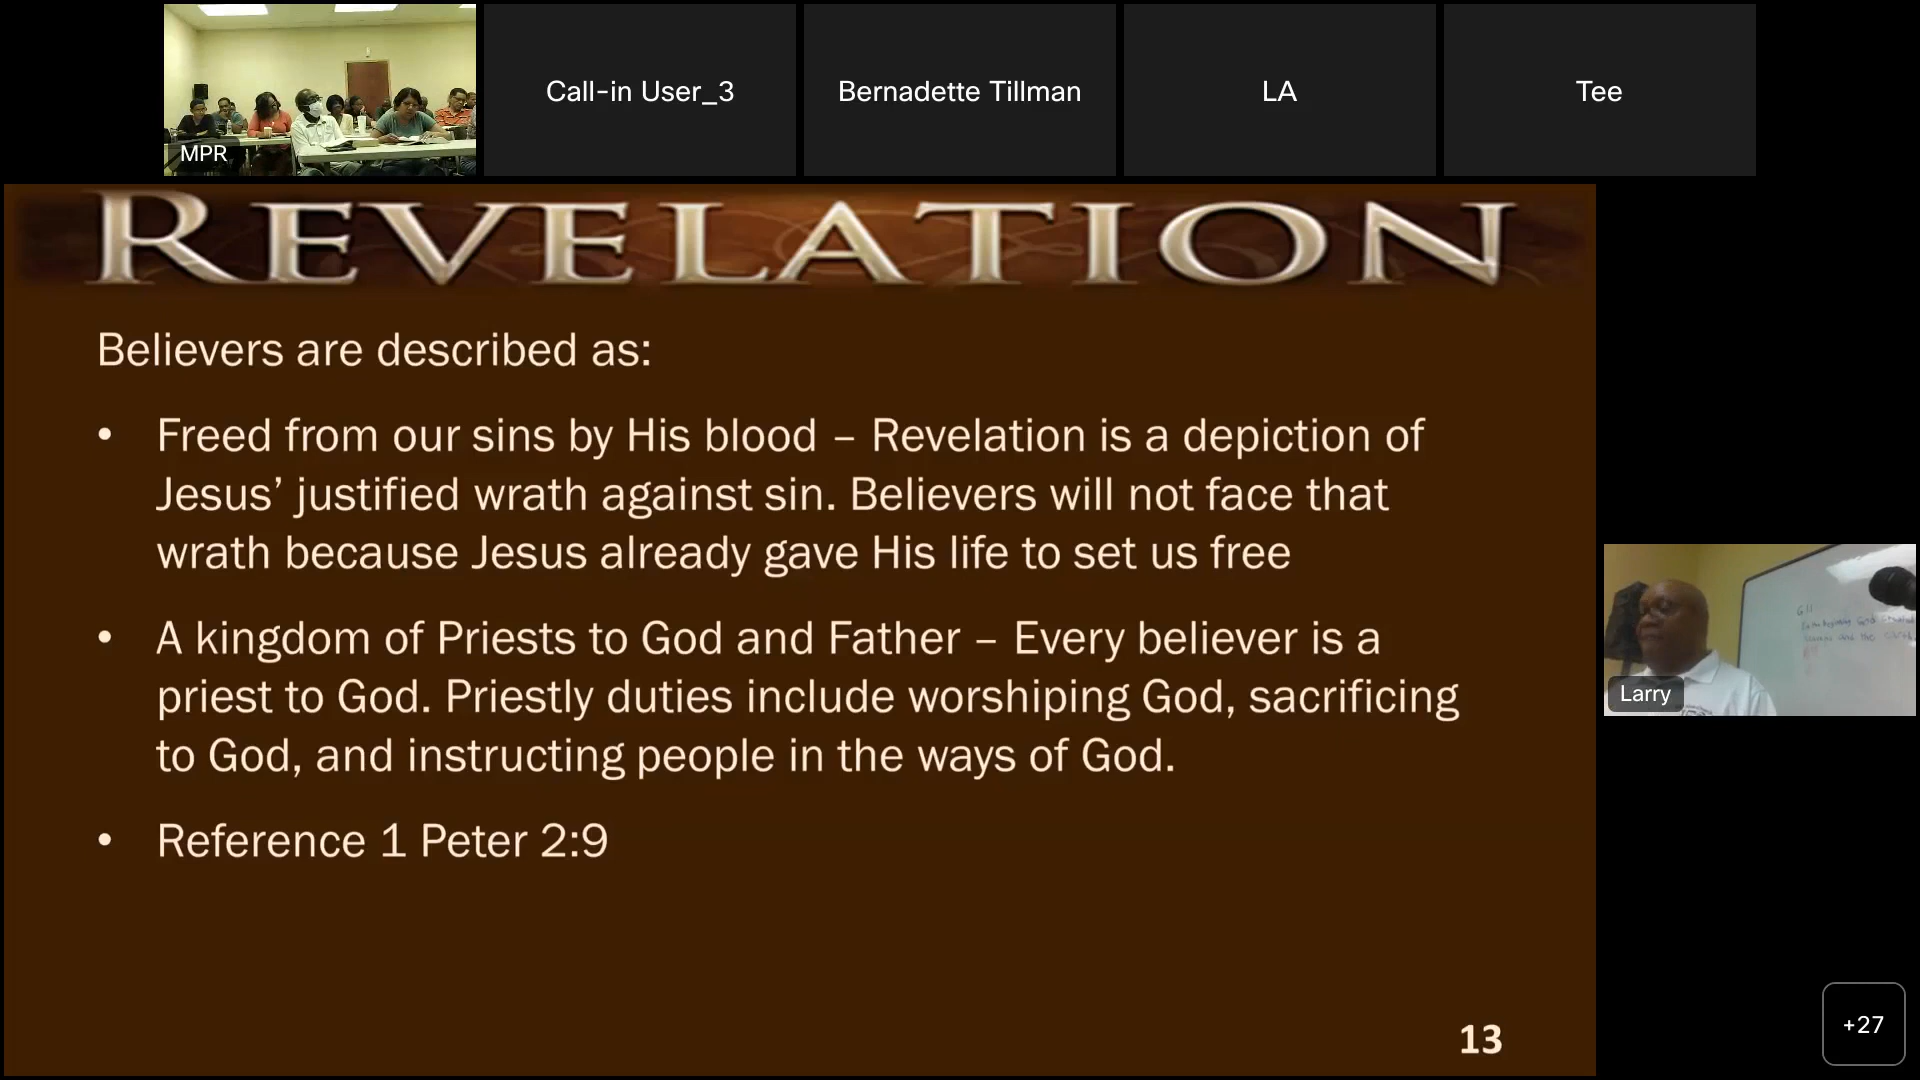 MPR
Call-in User_3
Bernadette Tillman
LA
Tee
REVELATION
Believers are described as:
• Freed from our sins by His blood – Revelation is a depiction of
Jesus’ justified wrath against sin. Believers will not face that
wrath because Jesus already gave His life to set us free
• A kingdom of Priests to God and Father – Every believer is a
priest to God. Priestly duties include worshiping God, sacrificing
to God, and instructing people in the ways of God.
• Reference 1 Peter 2:9
13
Larry
+27